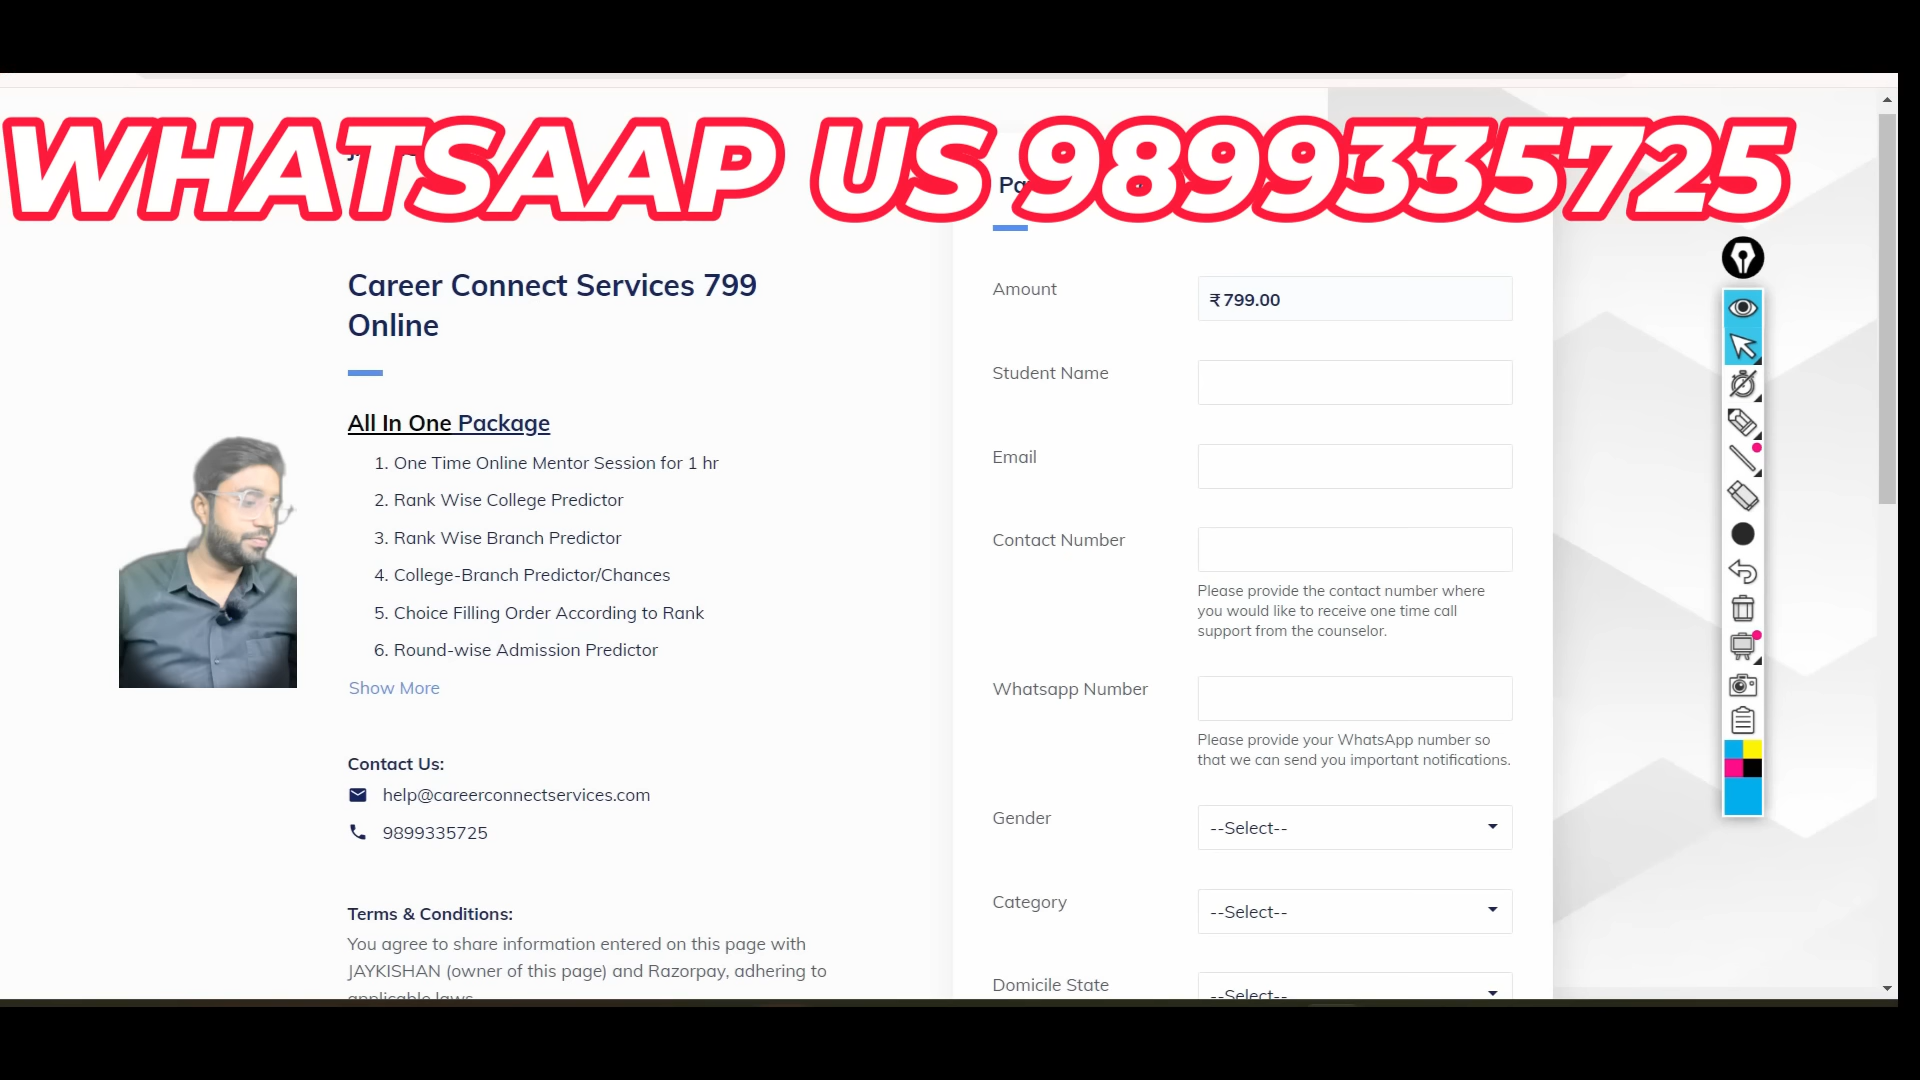 WHATSAAP US 9899335725
Career Connect Services 799
Online
All In One Package
1. One Time Online Mentor Session for 1 hr
2. Rank Wise College Predictor
3. Rank Wise Branch Predictor
4. College-Branch Predictor/Chances
5. Choice Filling Order According to Rank
6. Round-wise Admission Predictor
Show More
Contact Us:
help@careerconnectservices.com
9899335725
Terms & Conditions:
You agree to share information entered on this page with
JAYKISHAN (owner of this page) and Razorpay, adhering to
applicable laws
Amount
₹ 799.00
Student Name
Email
Contact Number
Please provide the contact number where
you would like to receive one time call
support from the counselor.
Whatsapp Number
Please provide your WhatsApp number so
that we can send you important notifications.
Gender
--Select--
Category
--Select--
Domicile State
--Select--